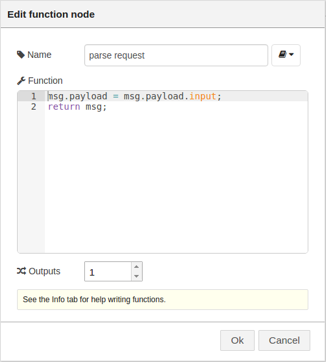 Edit function node
Name
parse request
Function
1 msg.payload = msg.payload.input;
2 return msg;
Outputs
1
See the Info tab for help writing functions.
Ok Cancel